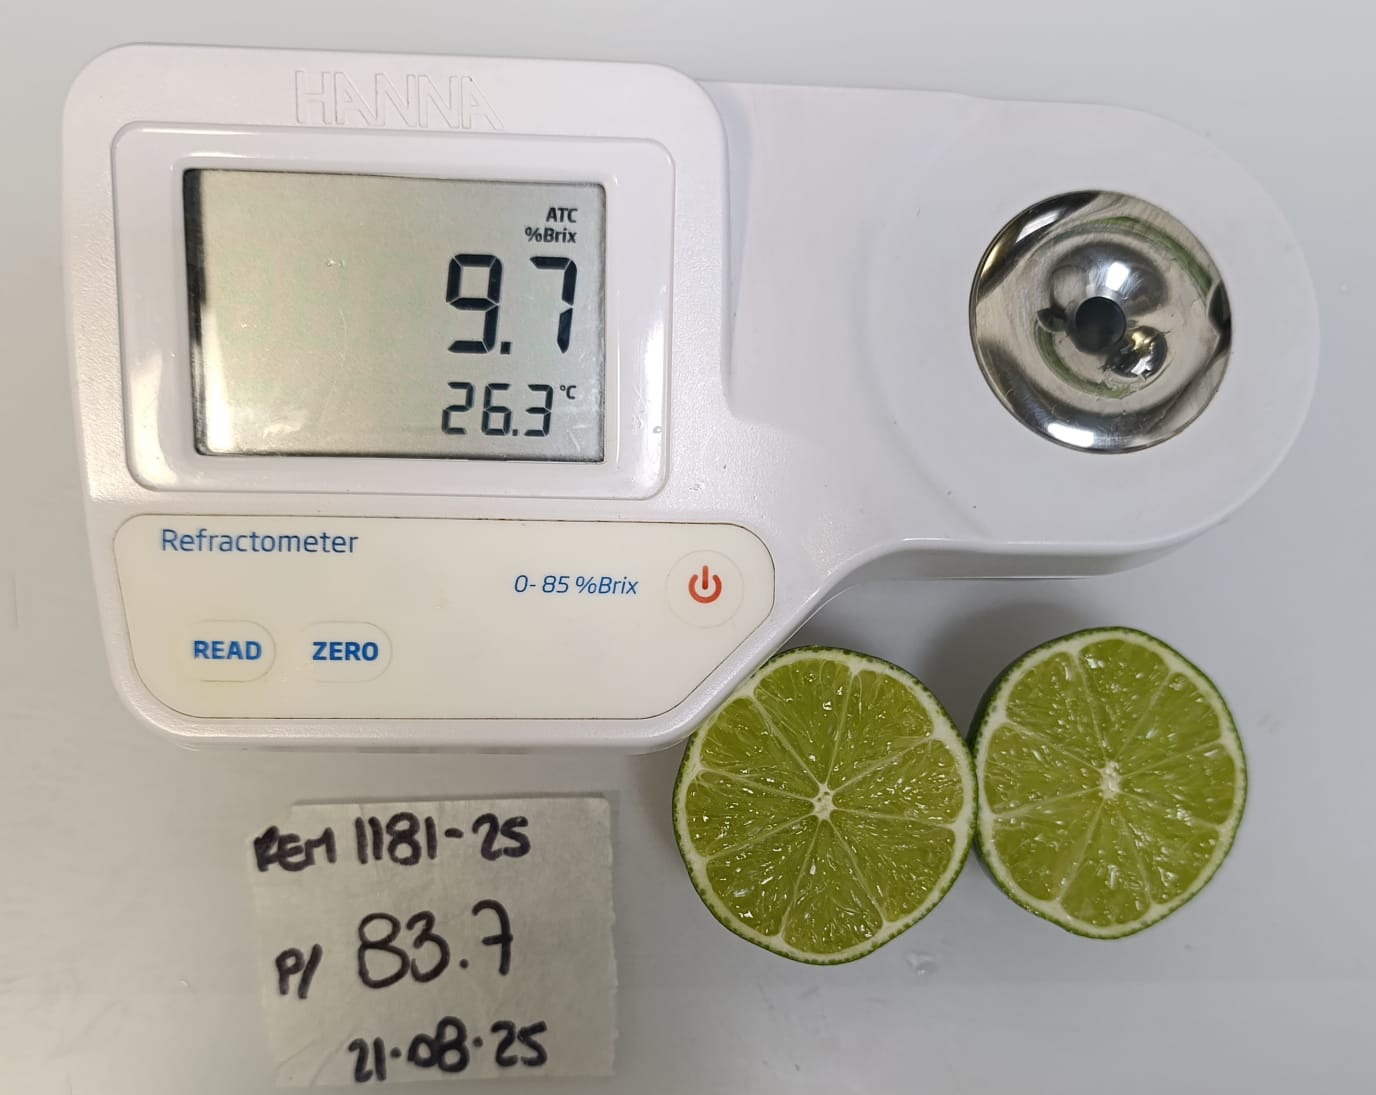 HANNA
ATC
%Brix
9.7
26.3 °C
Refractometer
0- 85 %Brix
READ ZERO
REM 1181-25
P/ 83.7
21.08.25